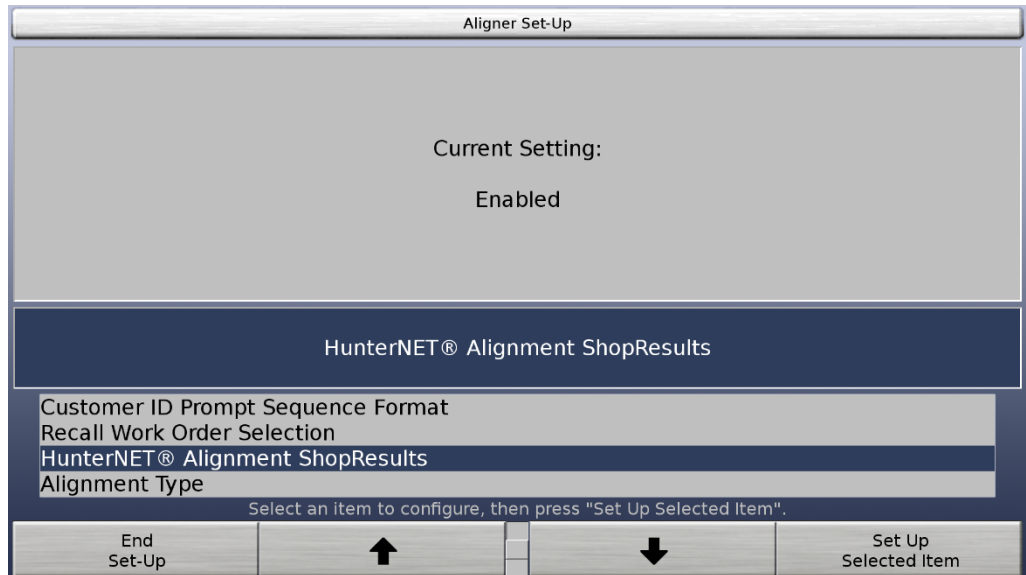 Aligner Set-Up
Current Setting:
Enabled
HunterNET® Alignment ShopResults
Customer ID Prompt Sequence Format
Recall Work Order Selection
HunterNET® Alignment ShopResults
Alignment Type
Select an item to configure, then press "Set Up Selected Item".
End
Set-Up
Set Up
Selected Item